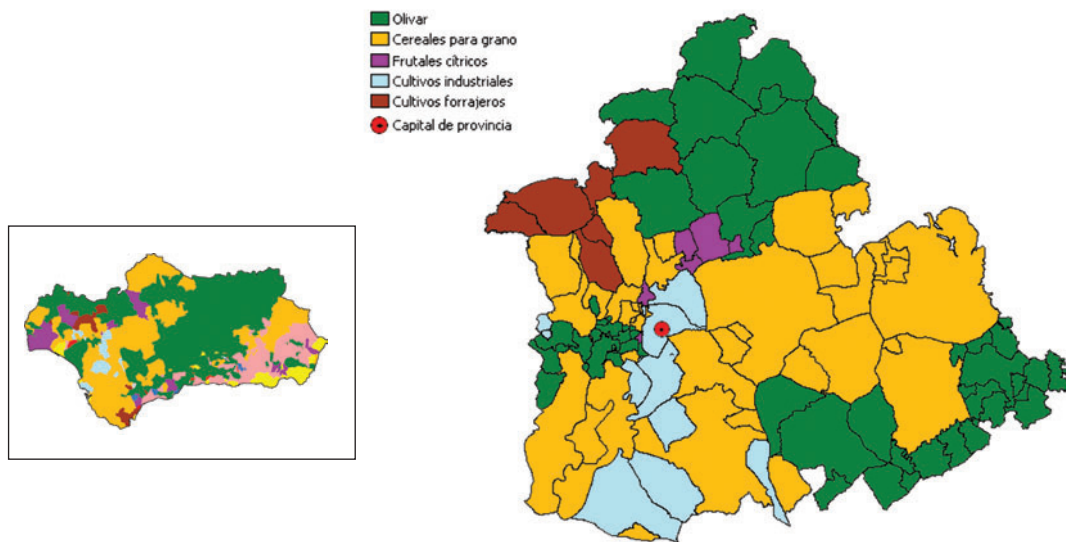 Olivar
Cereales para grano
Frutales cítricos
Cultivos industriales
Cultivos forrajeros
Capital de provincia